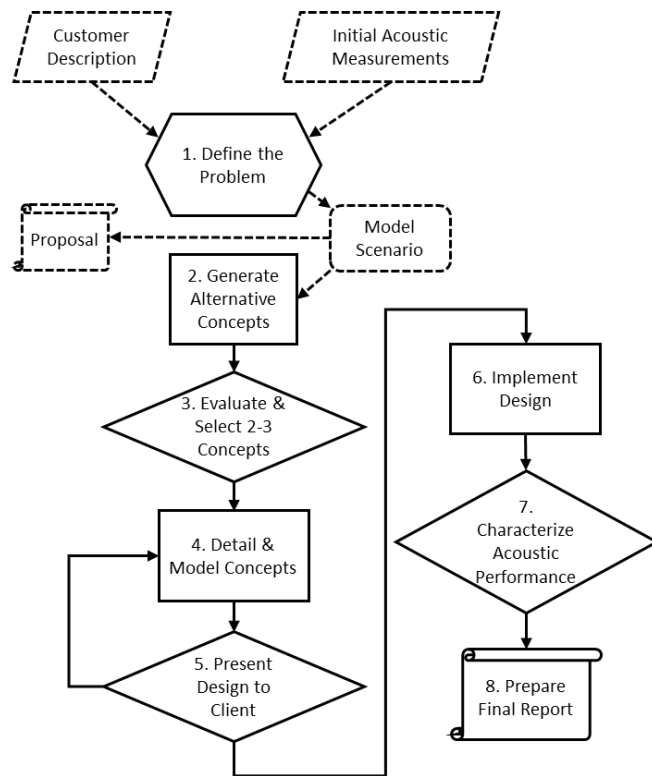 Customer
Description
Initial Acoustic
Measurements
1. Define the
Problem
Proposal
Model
Scenario
2. Generate
Alternative
Concepts
3. Evaluate &
Select 2-3
Concepts
4. Detail &
Model Concepts
5. Present
Design to
Client
6. Implement
Design
7.
Characterize
Acoustic
Performance
8. Prepare
Final Report